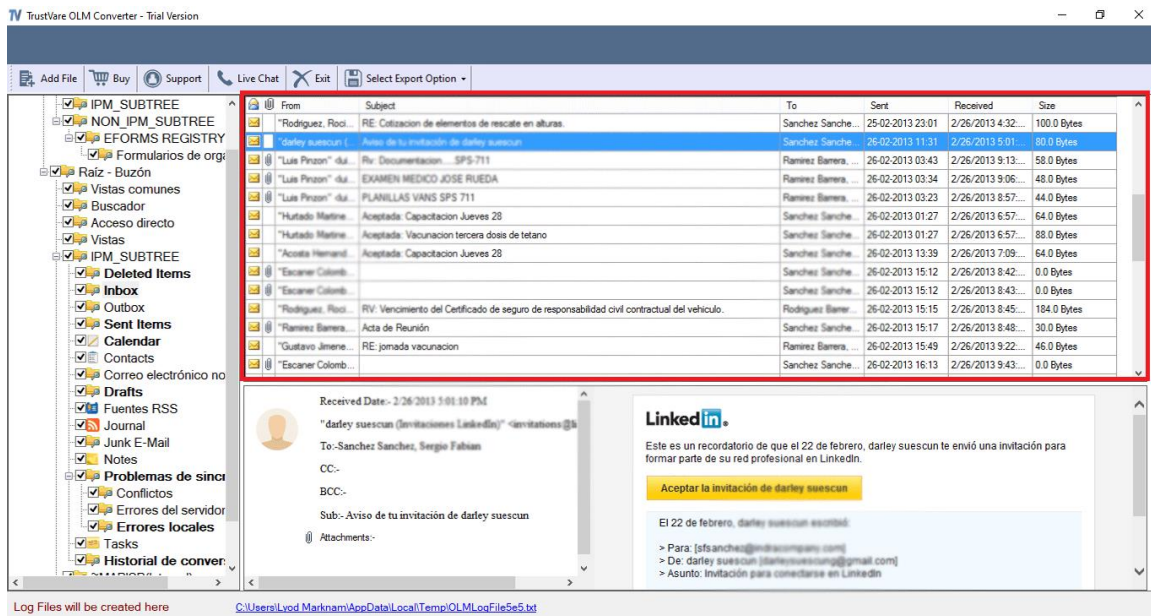 TrustVare OLM Converter - Trial Version
Add File Buy Support Live Chat Exit Select Export Option
IPM_SUBTREE
NON_IPM_SUBTREE
EFORMS REGISTRY
Formularios de orga
Raíz - Buzón
Vistas comunes
Buscador
Acceso directo
Vistas
IPM_SUBTREE
Deleted Items
Inbox
Outbox
Sent Items
Calendar
Contacts
Correo electrónico no
Drafts
Fuentes RSS
Journal
Junk E-Mail
Notes
Problemas de sincr
Conflictos
Errores del servidor
Errores locales
Tasks
Historial de conver
From Subject To Sent Received Size
"Rodriguez, Roci... RE: Cotizacion de elementos de rescate en alturas. Sanchez Sanche... 25-02-2013 23:01 2/26/2013 4:32:... 100.0 Bytes
"darley suescun (... Aviso de tu invitación de darley suescun Sanchez Sanche... 26-02-2013 11:31 2/26/2013 5:01:... 80.0 Bytes
"Luis Pinzon" <lui... Rv: Documentacion SPS-711 Ramirez Barrera, ... 26-02-2013 03:43 2/26/2013 9:13:... 58.0 Bytes
"Luis Pinzon" <lui... EXAMEN MEDICO JOSE RUEDA Ramirez Barrera, ... 26-02-2013 03:34 2/26/2013 9:06:... 48.0 Bytes
"Luis Pinzon" <lui... PLANILLAS VANS SPS 711 Ramirez Barrera, ... 26-02-2013 03:23 2/26/2013 8:57:... 44.0 Bytes
"Hurtado Martine... Aceptada: Capacitacion Jueves 28 Sanchez Sanche... 26-02-2013 01:27 2/26/2013 6:57:... 64.0 Bytes
"Hurtado Martine... Aceptada: Vacunacion tercera dosis de tetano Sanchez Sanche... 26-02-2013 01:27 2/26/2013 6:57:... 88.0 Bytes
"Acosta Hernand... Aceptada: Capacitacion Jueves 28 Sanchez Sanche... 26-02-2013 13:39 2/26/2013 7:09:... 64.0 Bytes
"Escaner Colomb... Sanchez Sanche... 26-02-2013 15:12 2/26/2013 8:42:... 0.0 Bytes
"Escaner Colomb... Sanchez Sanche... 26-02-2013 15:12 2/26/2013 8:43:... 0.0 Bytes
"Rodriguez, Roci... RV: Vencimiento del Certificado de seguro de responsabilidad civil contractual del vehiculo. Rodriguez Barrer... 26-02-2013 15:15 2/26/2013 8:45:... 184.0 Bytes
"Ramirez Barrera,... Acta de Reunión Sanchez Sanche... 26-02-2013 15:17 2/26/2013 8:48:... 30.0 Bytes
"Gustavo Jimene... RE: jornada vacunacion Ramirez Barrera, ... 26-02-2013 15:49 2/26/2013 9:22:... 46.0 Bytes
"Escaner Colomb... Sanchez Sanche... 26-02-2013 16:13 2/26/2013 9:43:... 0.0 Bytes
Received Date:- 2/26/2013 5:01:10 PM
"darley suescun (Invitaciones LinkedIn)" <invitations@li
To:-Sanchez Sanchez, Sergio Fabian
CC:-
BCC:-
Sub:- Aviso de tu invitación de darley suescun
Attachments:-
Linked in.
Este es un recordatorio de que el 22 de febrero, darley suescun te envió una invitación para
formar parte de su red profesional en LinkedIn.
Aceptar la invitación de darley suescun
El 22 de febrero, darley suescun escribió:
> Para: [sfsanchez@indracompany.com]
> De: darley suescun [darleysuescung@gmail.com]
> Asunto: Invitación para conectarse en LinkedIn
Log Files will be created here C:\Users\Lyod Marknam\AppData\Local\Temp\OLMLogFile5e5.txt